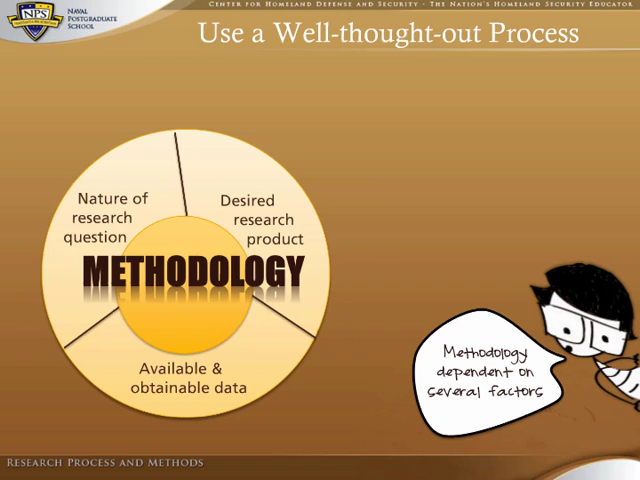 NPS
NAVAL
POSTGRADUATE
SCHOOL
CENTER FOR HOMELAND DEFENSE AND SECURITY - THE NATION'S HOMELAND SECURITY EDUCATOR
Use a Well-thought-out Process
Nature of
research
question
Desired
research
product
METHODOLOGY
Available &
obtainable data
Methodology
dependent on
several factors
RESEARCH PROCESS AND METHODS